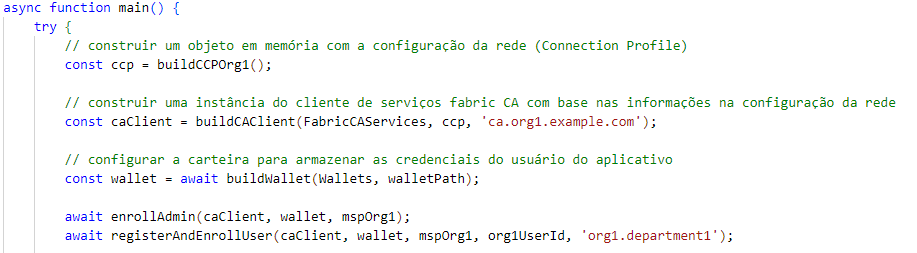 async function main() {
try {
// construir um objeto em memória com a configuração da rede (Connection Profile)
const ccp = buildCCPOrg1();
// construir uma instância do cliente de serviços fabric CA com base nas informações na configuração da rede
const caClient = buildCAClient(FabricCAServices, ccp, 'ca.org1.example.com');
// configurar a carteira para armazenar as credenciais do usuário do aplicativo
const wallet = await buildWallet(Wallets, walletPath);
await enrollAdmin(caClient, wallet, mspOrg1);
await registerAndEnrollUser(caClient, wallet, mspOrg1, org1UserId, 'org1.department1');